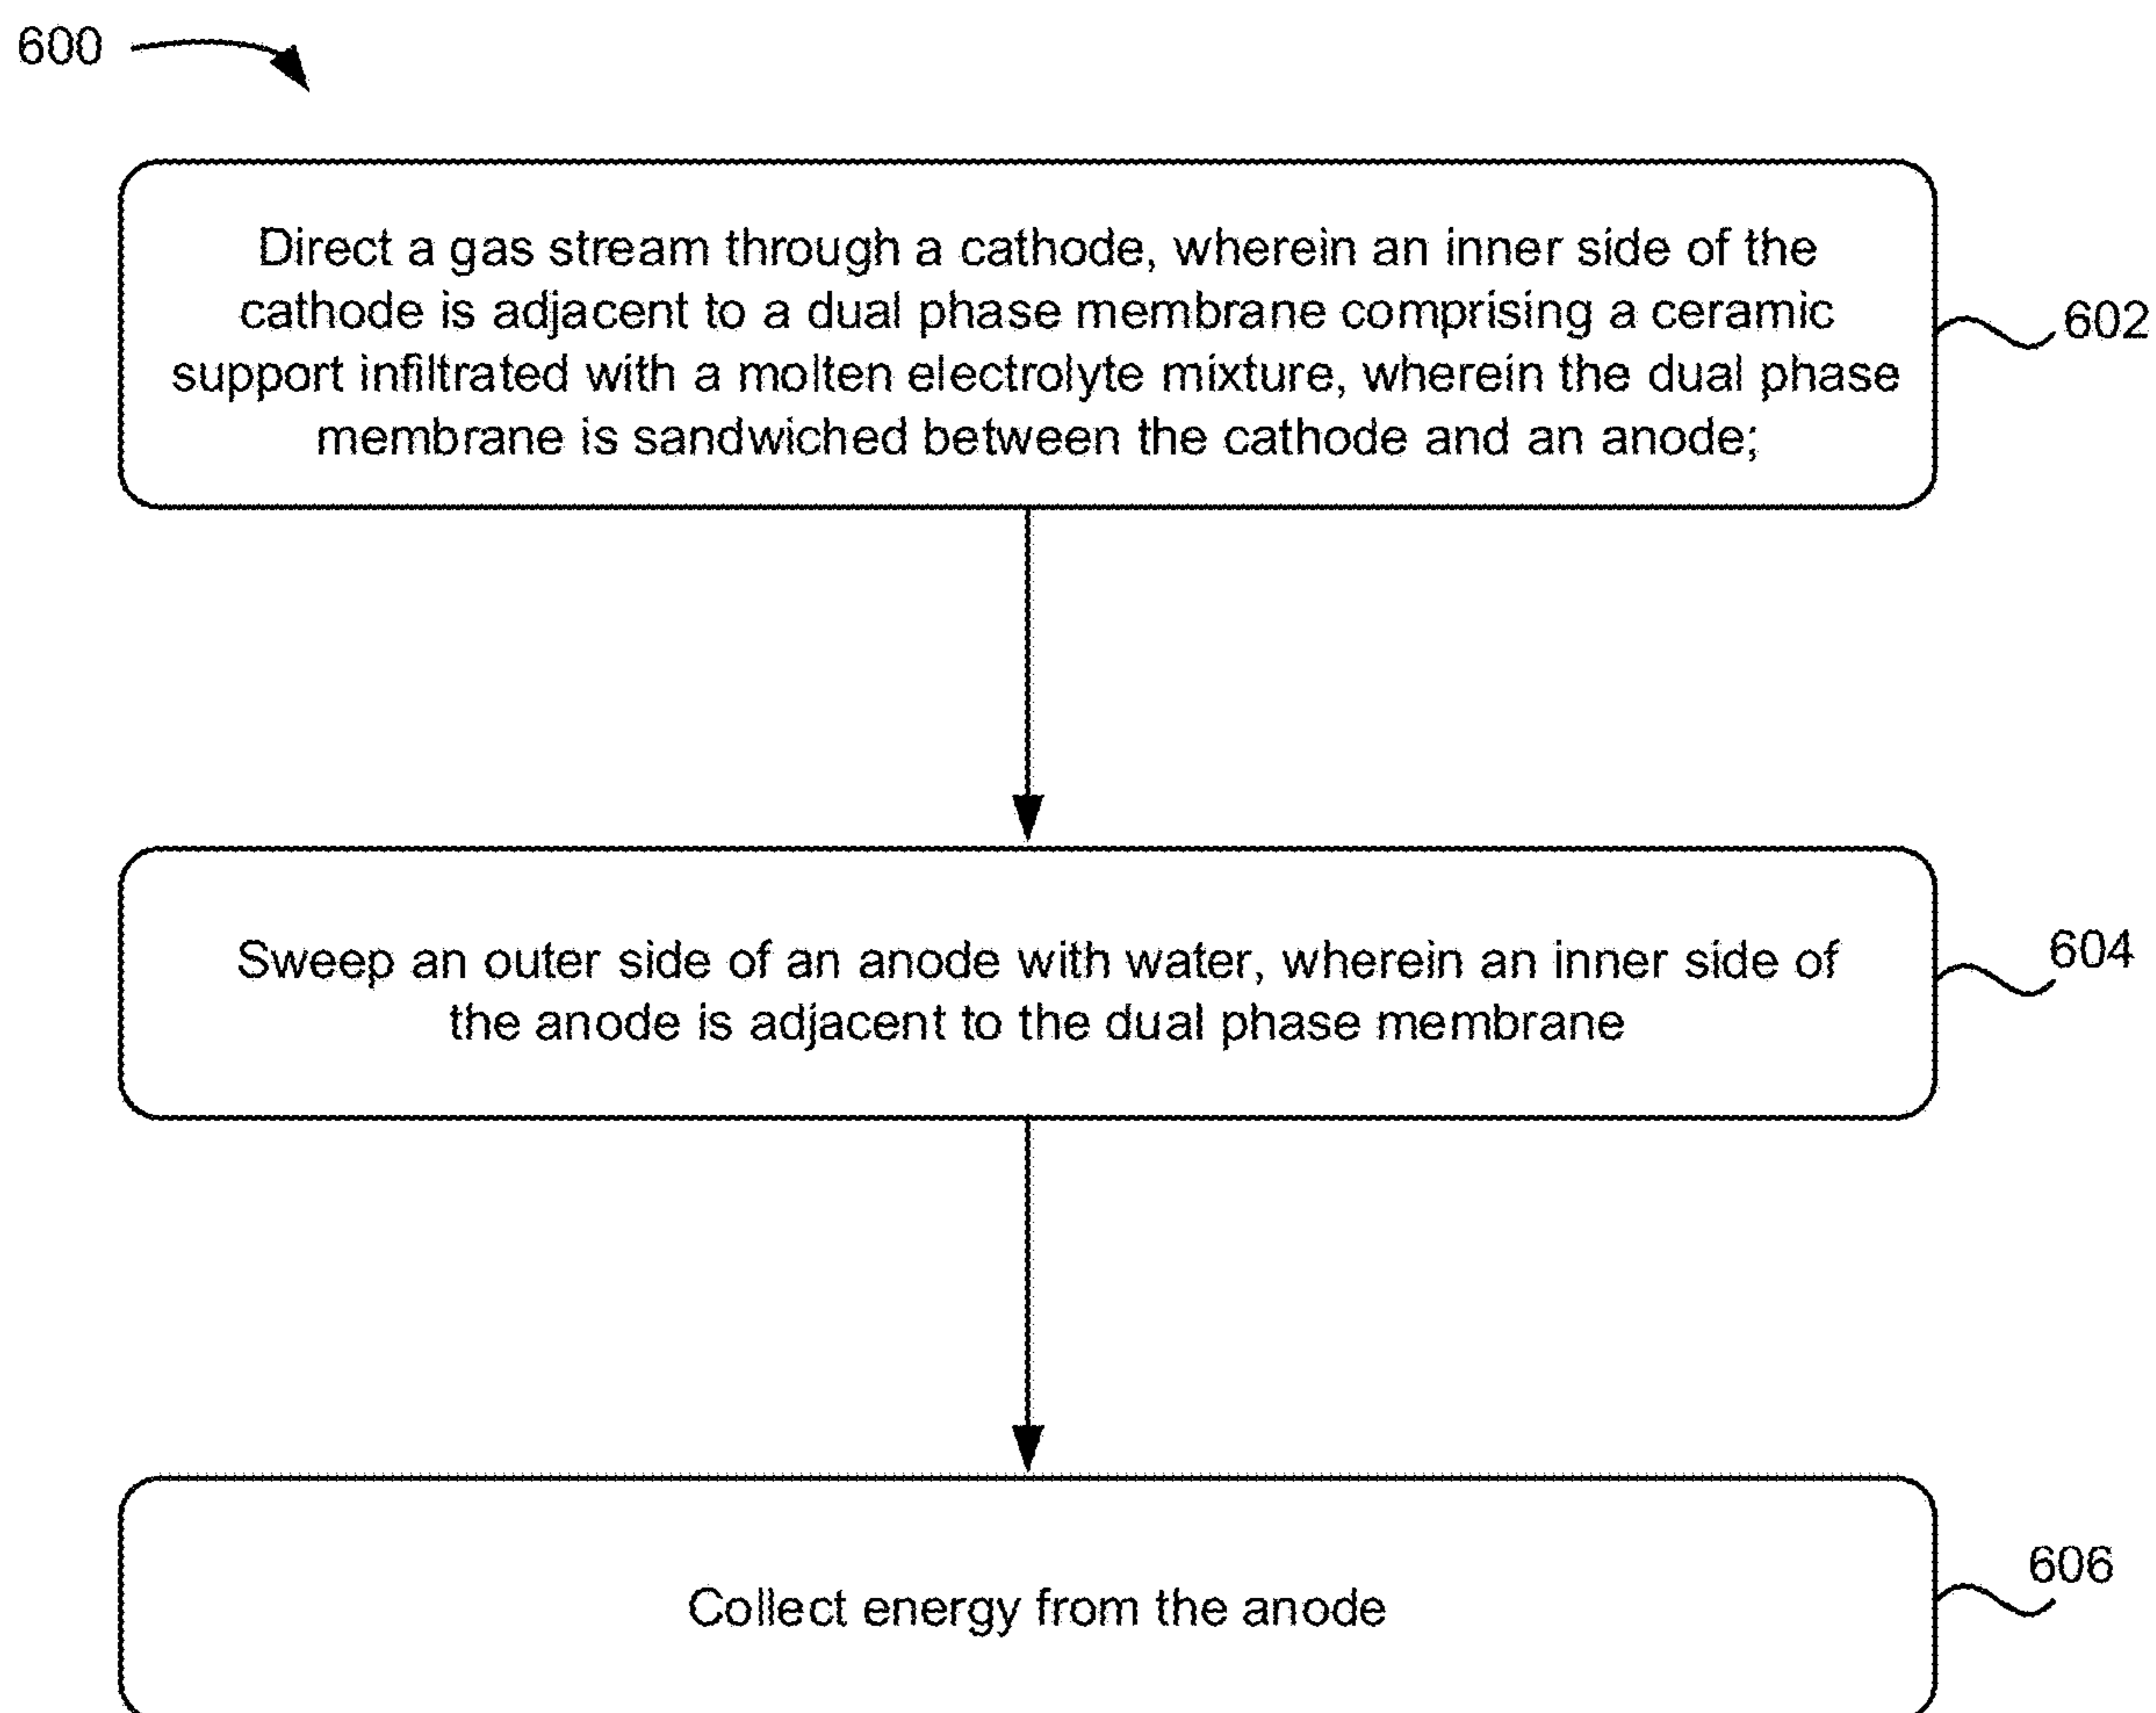 600
Direct a gas stream through a cathode, wherein an inner side of the
cathode is adjacent to a dual phase membrane comprising a ceramic
support infiltrated with a molten electrolyte mixture, wherein the dual phase
membrane is sandwiched between the cathode and an anode;
602
Sweep an outer side of an anode with water, wherein an inner side of
the anode is adjacent to the dual phase membrane
604
Collect energy from the anode
606